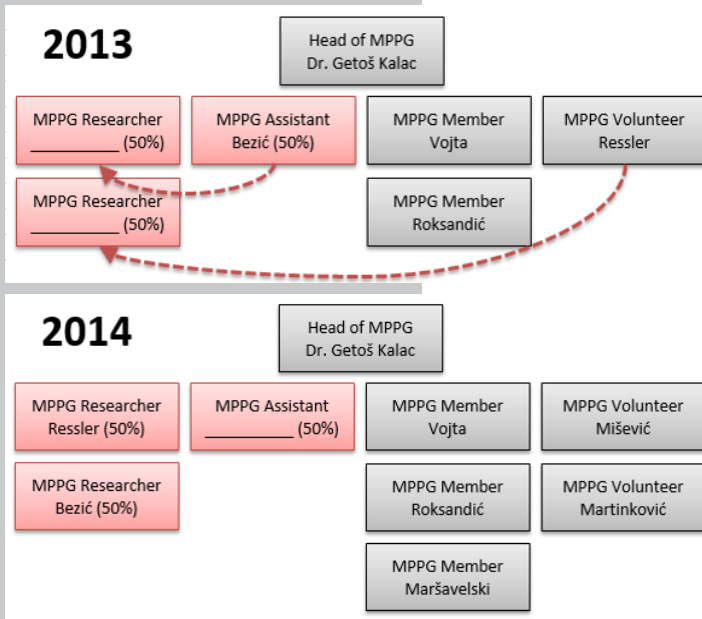 2013
Head of MPPG
Dr. Getoš Kalac
MPPG Researcher
__________ (50%)
MPPG Assistant
Bezić (50%)
MPPG Member
Vojta
MPPG Volunteer
Ressler
MPPG Researcher
__________ (50%)
MPPG Member
Roksandić
2014
Head of MPPG
Dr. Getoš Kalac
MPPG Researcher
Ressler (50%)
MPPG Assistant
__________ (50%)
MPPG Member
Vojta
MPPG Volunteer
Mišević
MPPG Researcher
Bezić (50%)
MPPG Member
Roksandić
MPPG Volunteer
Martinković
MPPG Member
Maršavelski